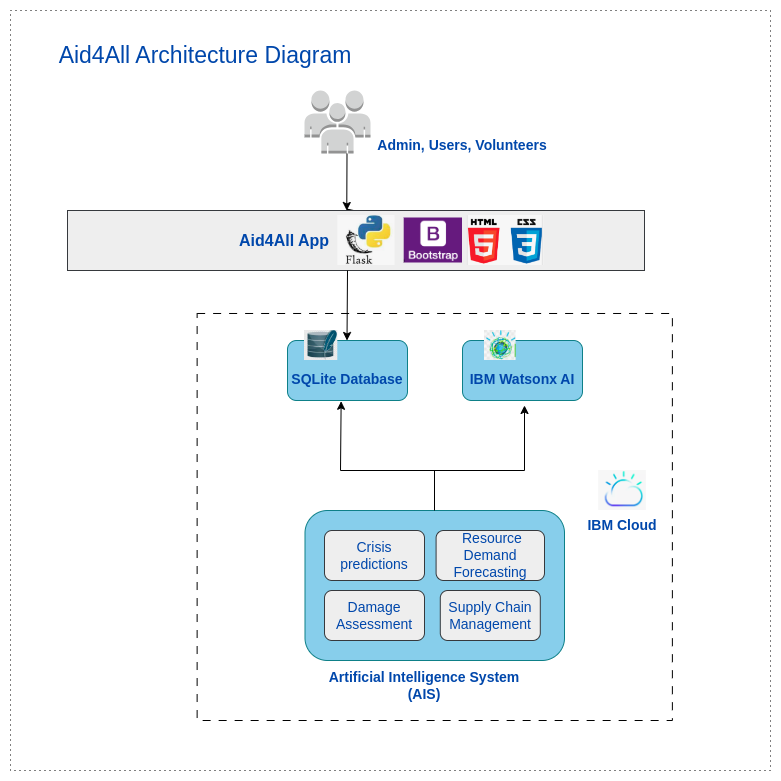 Aid4All Architecture Diagram
Admin, Users, Volunteers
Aid4All App
Flask
B
Bootstrap
HTML
5
CSS
3
SQLite Database
IBM Watsonx AI
IBM Cloud
Crisis
predictions
Resource
Demand
Forecasting
Damage
Assessment
Supply Chain
Management
Artificial Intelligence System
(AIS)